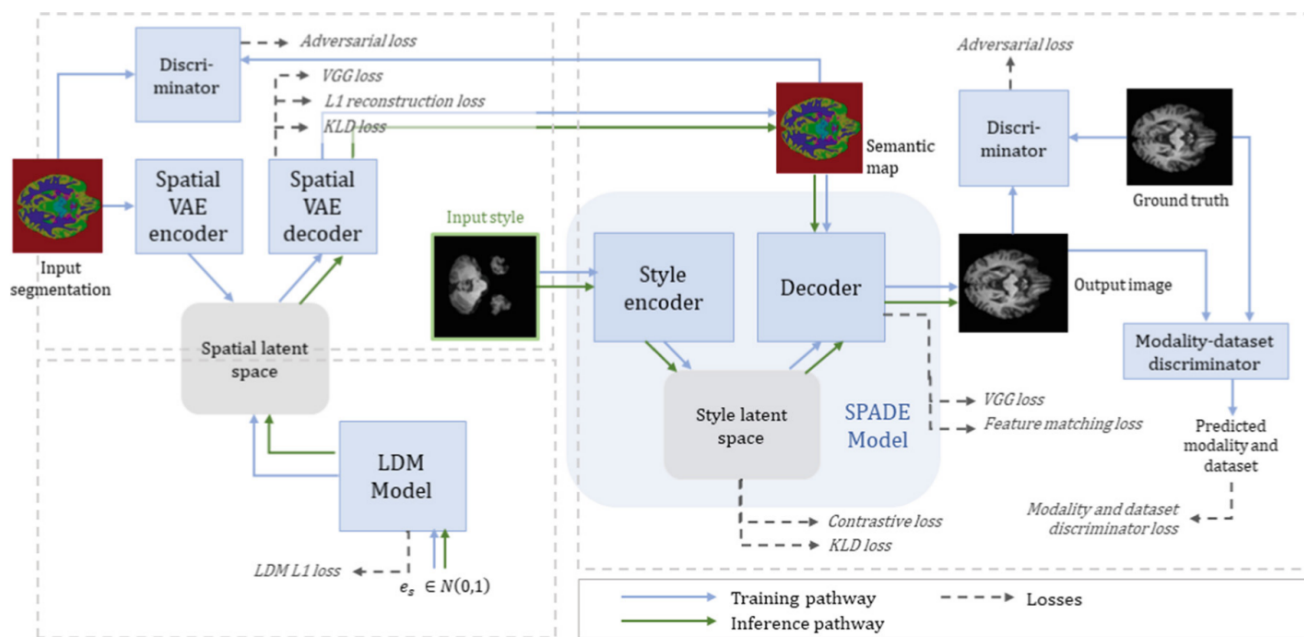 Discri-
minator
Adversarial loss
VGG loss
L1 reconstruction loss
KLD loss
Input
segmentation
Spatial
VAE
encoder
Spatial
VAE
decoder
Spatial latent
space
LDM
Model
LDM L1 loss
eₛ ∈ N(0,1)
Input style
Style
encoder
Decoder
Semantic
map
Style latent
space
SPADE
Model
Contrastive loss
KLD loss
VGG loss
Feature matching loss
Adversarial loss
Discri-
minator
Ground truth
Output image
Modality-dataset
discriminator
Predicted
modality and
dataset
Modality and dataset
discriminator loss
Training pathway
Inference pathway
Losses